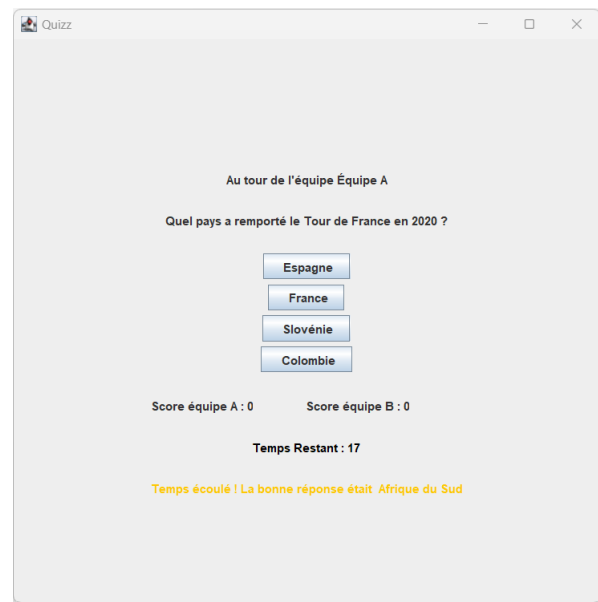 Quizz
Au tour de l'équipe Équipe A
Quel pays a remporté le Tour de France en 2020 ?
Espagne
France
Slovénie
Colombie
Score équipe A : 0 Score équipe B : 0
Temps Restant : 17
Temps écoulé ! La bonne réponse était Afrique du Sud